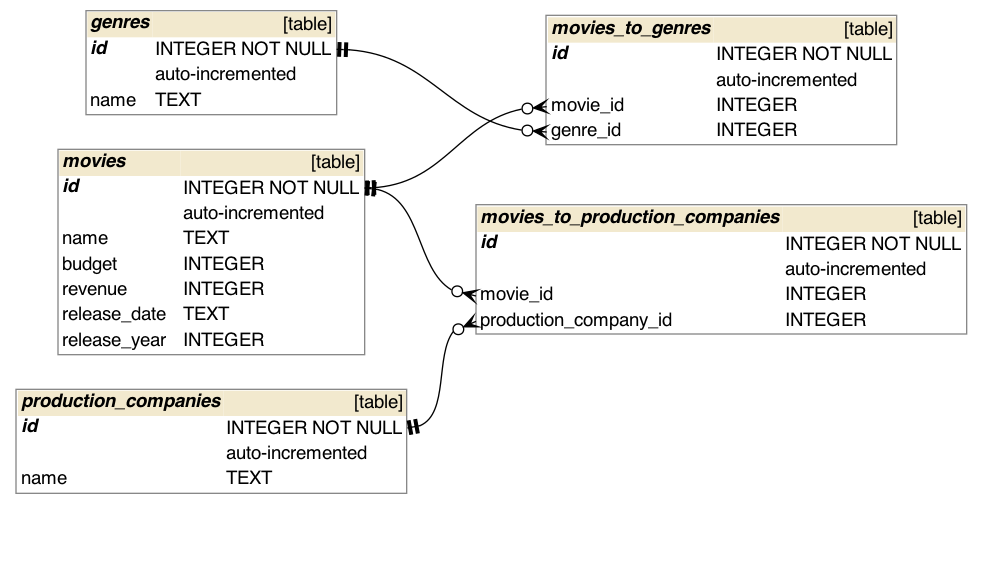 genres [table]
id INTEGER NOT NULL
auto-incremented
name TEXT
movies_to_genres [table]
id INTEGER NOT NULL
auto-incremented
movie_id INTEGER
genre_id INTEGER
movies [table]
id INTEGER NOT NULL
auto-incremented
name TEXT
budget INTEGER
revenue INTEGER
release_date TEXT
release_year INTEGER
movies_to_production_companies [table]
id INTEGER NOT NULL
auto-incremented
movie_id INTEGER
production_company_id INTEGER
production_companies [table]
id INTEGER NOT NULL
auto-incremented
name TEXT